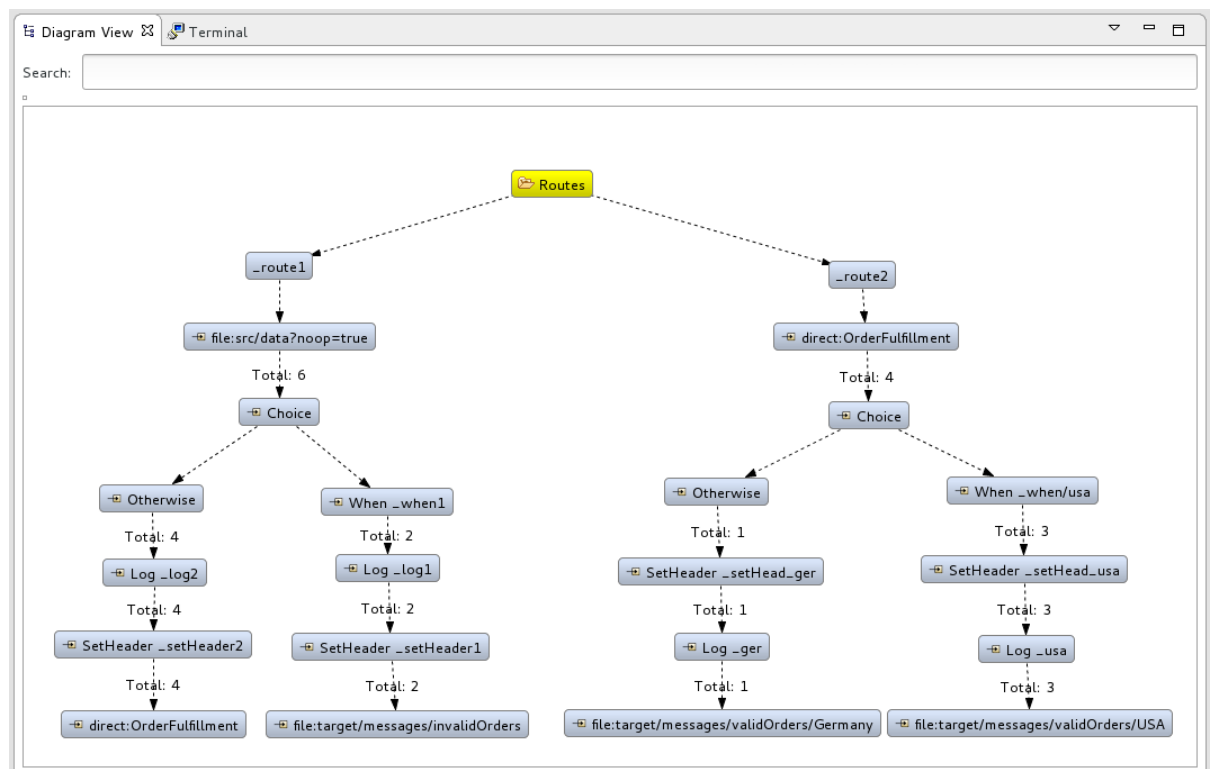 Diagram View
Terminal
Search:
Routes
_route1
_route2
file:src/data?noop=true
direct:OrderFulfillment
Total: 6
Total: 4
Choice
Choice
Otherwise
When _when1
Otherwise
When _when/usa
Total: 4
Total: 2
Total: 1
Total: 3
Log _log2
Log _log1
SetHeader _setHead_ger
SetHeader _setHead_usa
Total: 4
Total: 2
Total: 1
Total: 3
SetHeader _setHeader2
SetHeader _setHeader1
Log _ger
Log _usa
Total: 4
Total: 2
Total: 1
Total: 3
direct:OrderFulfillment
file:target/messages/invalidOrders
file:target/messages/validOrders/Germany
file:target/messages/validOrders/USA